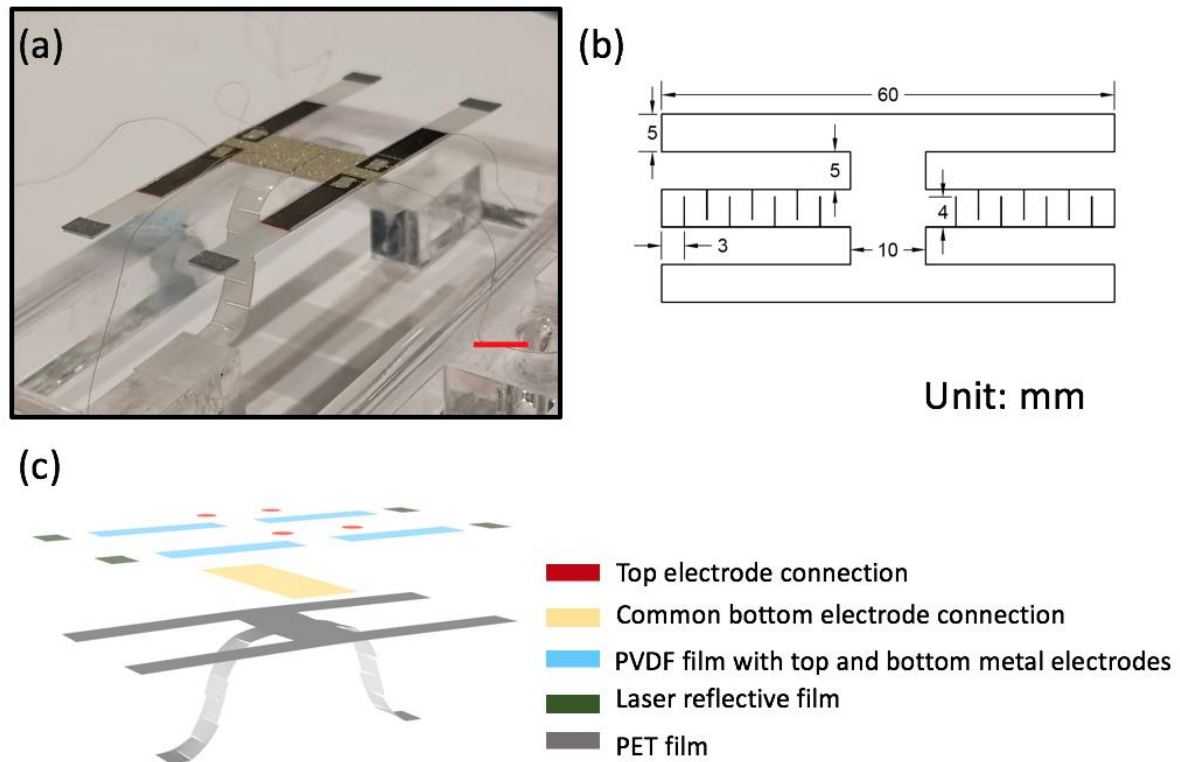 (a)
(b)
60
5
5
4
3
10
Unit: mm
(c)
Top electrode connection
Common bottom electrode connection
PVDF film with top and bottom metal electrodes
Laser reflective film
PET film